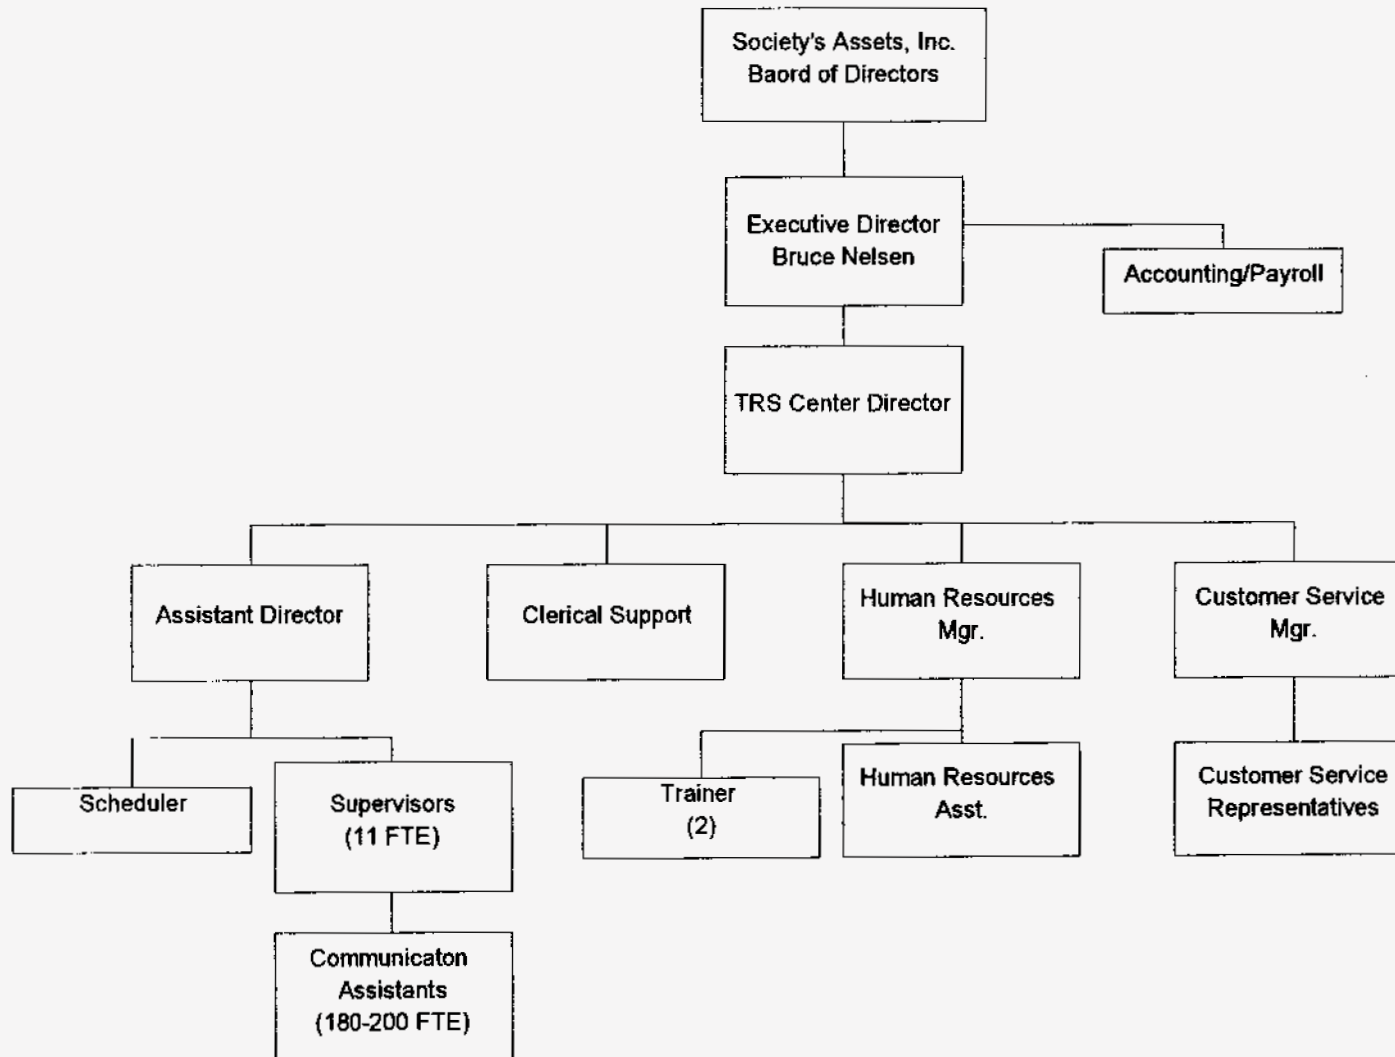 Society's Assets, Inc.
Baord of Directors
Executive Director
Bruce Nelsen
Accounting/Payroll
TRS Center Director
Assistant Director
Clerical Support
Human Resources
Mgr.
Customer Service
Mgr.
Scheduler
Supervisors
(11 FTE)
Trainer
(2)
Human Resources
Asst.
Customer Service
Representatives
Communicaton
Assistants
(180-200 FTE)